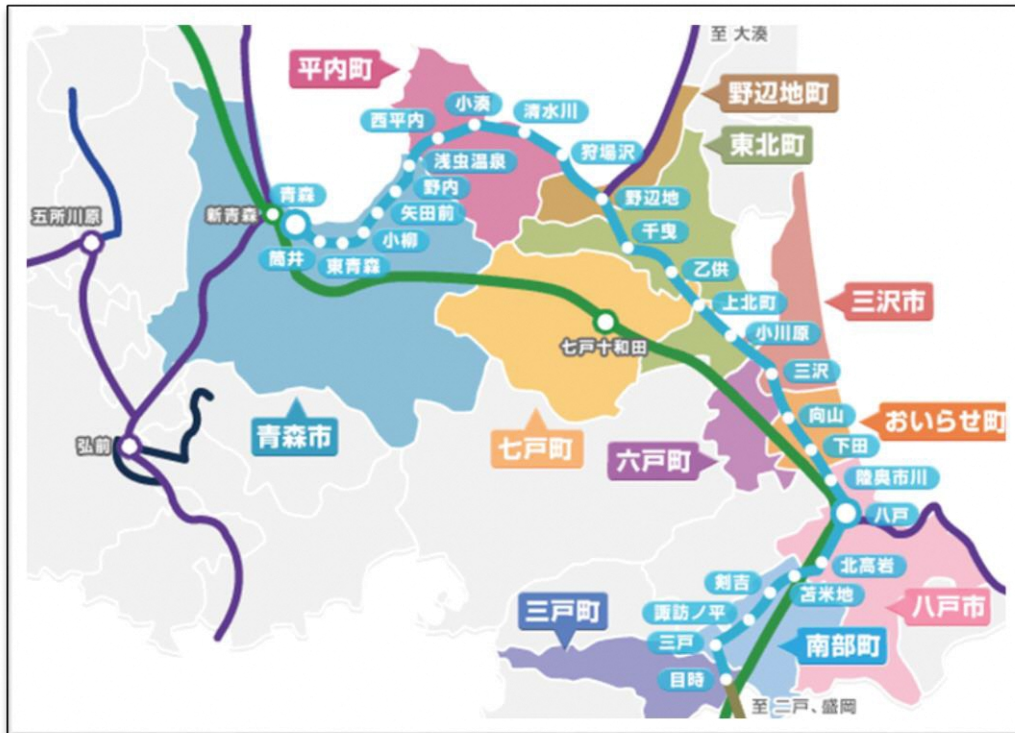 至 大湊
平内町
野辺地町
小湊
清水川
西平内
狩場沢
東北町
浅虫温泉
野内
野辺地
青森
五所川原
新青森
矢田前
千曳
小柳
筒井
東青森
乙供
上北町
三沢市
小川原
七戸十和田
三沢
向山
おいらせ町
青森市
七戸町
弘前
下田
六戸町
陸奥市川
八戸
北高岩
剣吉
苫米地
三戸町
諏訪ノ平
八戸市
三戸
南部町
目時
至 二戸、盛岡